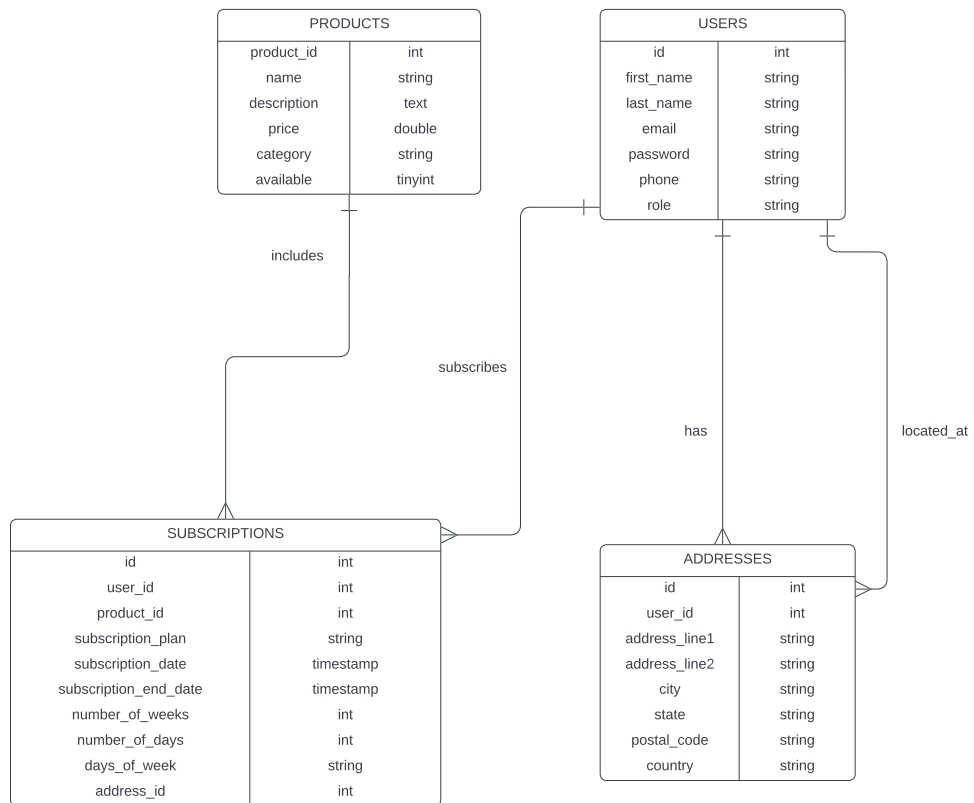 PRODUCTS
product_id int
name string
description text
price double
category string
available tinyint
USERS
id int
first_name string
last_name string
email string
password string
phone string
role string
includes
subscribes
has
located_at
SUBSCRIPTIONS
id int
user_id int
product_id int
subscription_plan string
subscription_date timestamp
subscription_end_date timestamp
number_of_weeks int
number_of_days int
days_of_week string
address_id int
ADDRESSES
id int
user_id int
address_line1 string
address_line2 string
city string
state string
postal_code string
country string